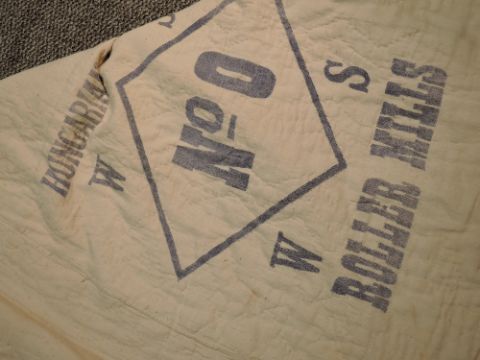 HUNGARIAN
W S
No 0
W S
ROLLER MILLS